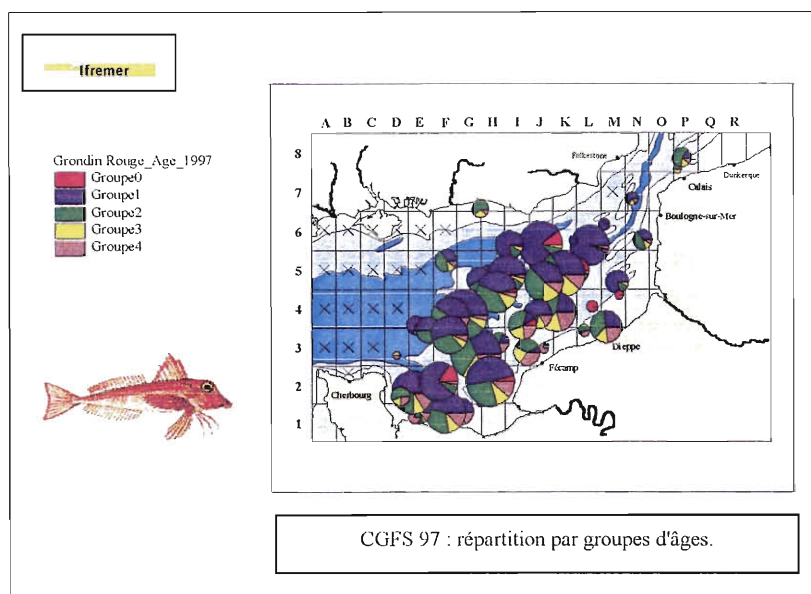 Ifremer
Grondin Rouge_Age_1997
Groupe0
Groupe1
Groupe2
Groupe3
Groupe4
A B C D E F G H I J K L M N O P Q R
8
7
6
5
4
3
2
1
Folkestone
Dunkerque
Calais
Boulogne-sur-Mer
Dieppe
Fécamp
Cherbourg
CGFS 97 : répartition par groupes d'âges.